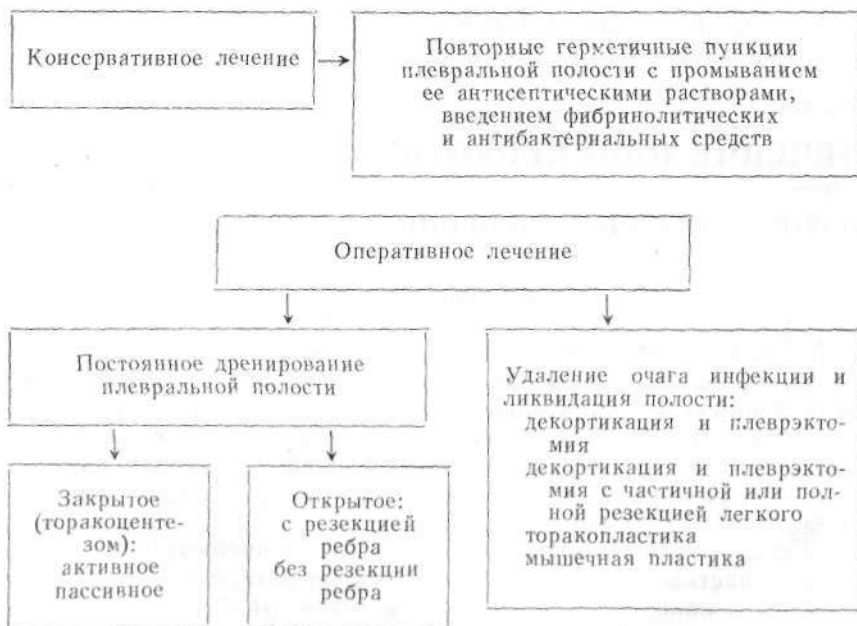 Консервативное лечение
Повторные герметичные пункции
плевральной полости с промыванием
ее антисептическими растворами,
введением фибринолитических
и антибактериальных средств
Оперативное лечение
Постоянное дренирование
плевральной полости
Удаление очага инфекции и
ликвидация полости:
декортикация и плеврэкто-
мия
декортикация и плеврэкто-
мия с частичной или пол-
ной резекцией легкого
торакопластика
мышечная пластика
Закрытое
(торакоценте-
зом):
активное
пассивное
Открытое:
с резекцией
ребра
без резекции
ребра